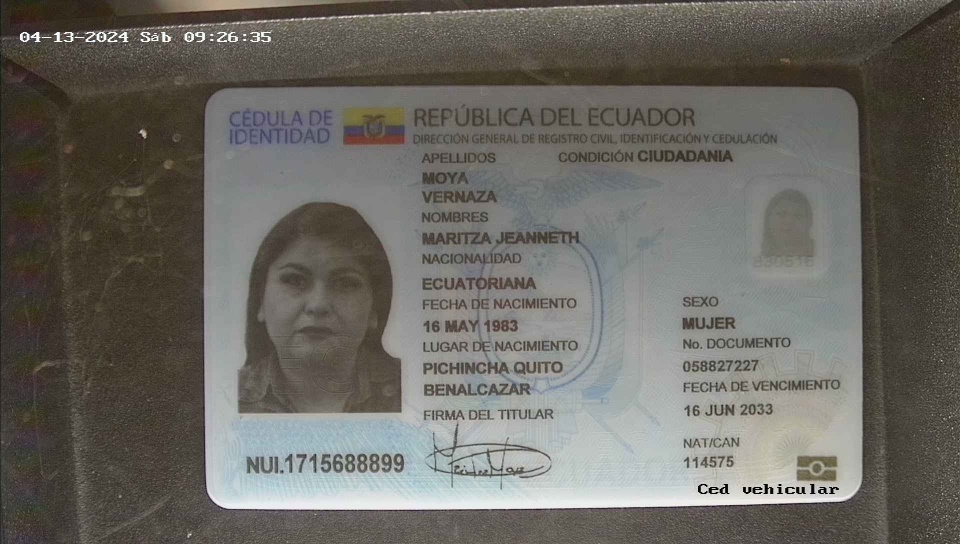 04-13-2024 Sáb 09:26:35
CÉDULA DE
IDENTIDAD
REPÚBLICA DEL ECUADOR
DIRECCIÓN GENERAL DE REGISTRO CIVIL, IDENTIFICACIÓN Y CEDULACIÓN
APELLIDOS
CONDICIÓN CIUDADANIA
MOYA
VERNAZA
NOMBRES
MARITZA JEANNETH
NACIONALIDAD
ECUATORIANA
FECHA DE NACIMIENTO
16 MAY 1983
LUGAR DE NACIMIENTO
PICHINCHA QUITO
BENALCAZAR
FIRMA DEL TITULAR
830516
SEXO
MUJER
No. DOCUMENTO
058827227
FECHA DE VENCIMIENTO
16 JUN 2033
NAT/CAN
114575
NUI.1715688899
Ced vehicular